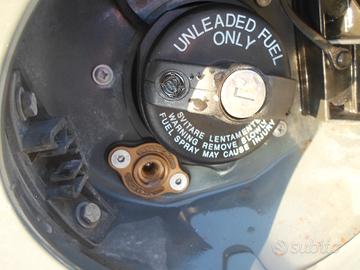 UNLEADED FUEL
ONLY
SVITARE LENTAMENTE
WARNING REMOVE SLOWLY
FUEL SPRAY MAY CAUSE INJURY
subito